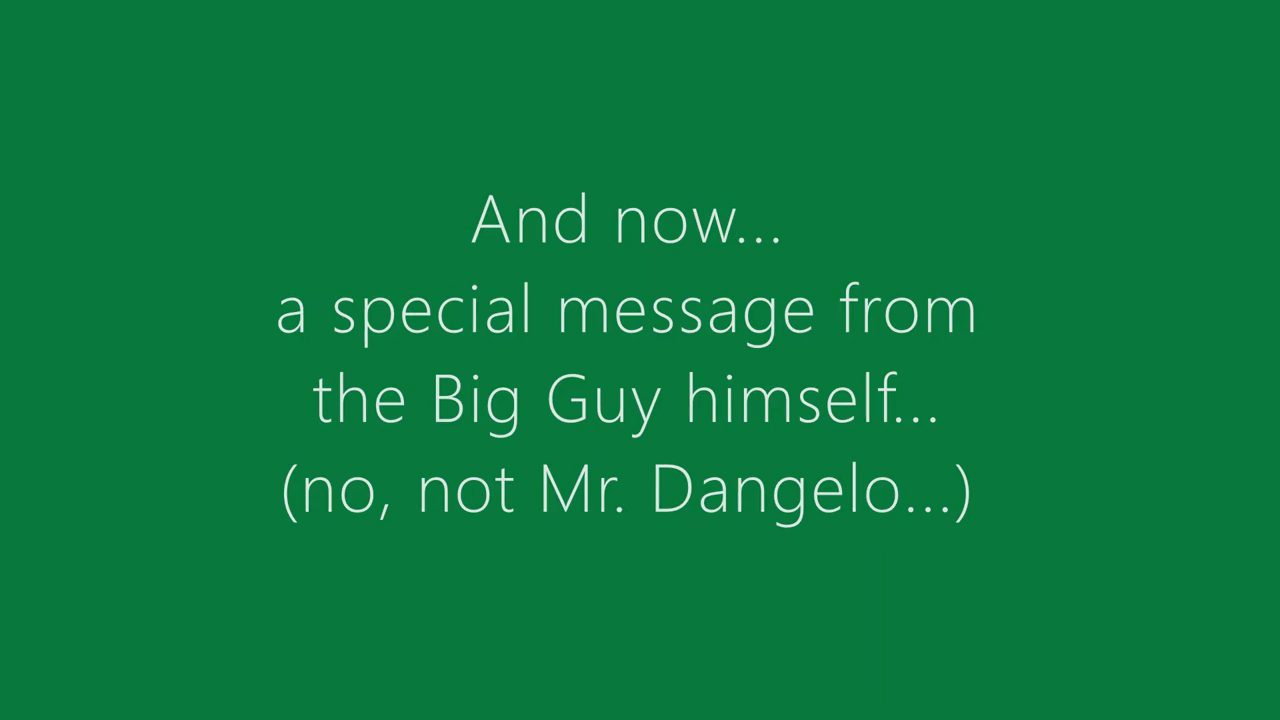 And now...
a special message from
the Big Guy himself...
(no, not Mr. Dangelo...)